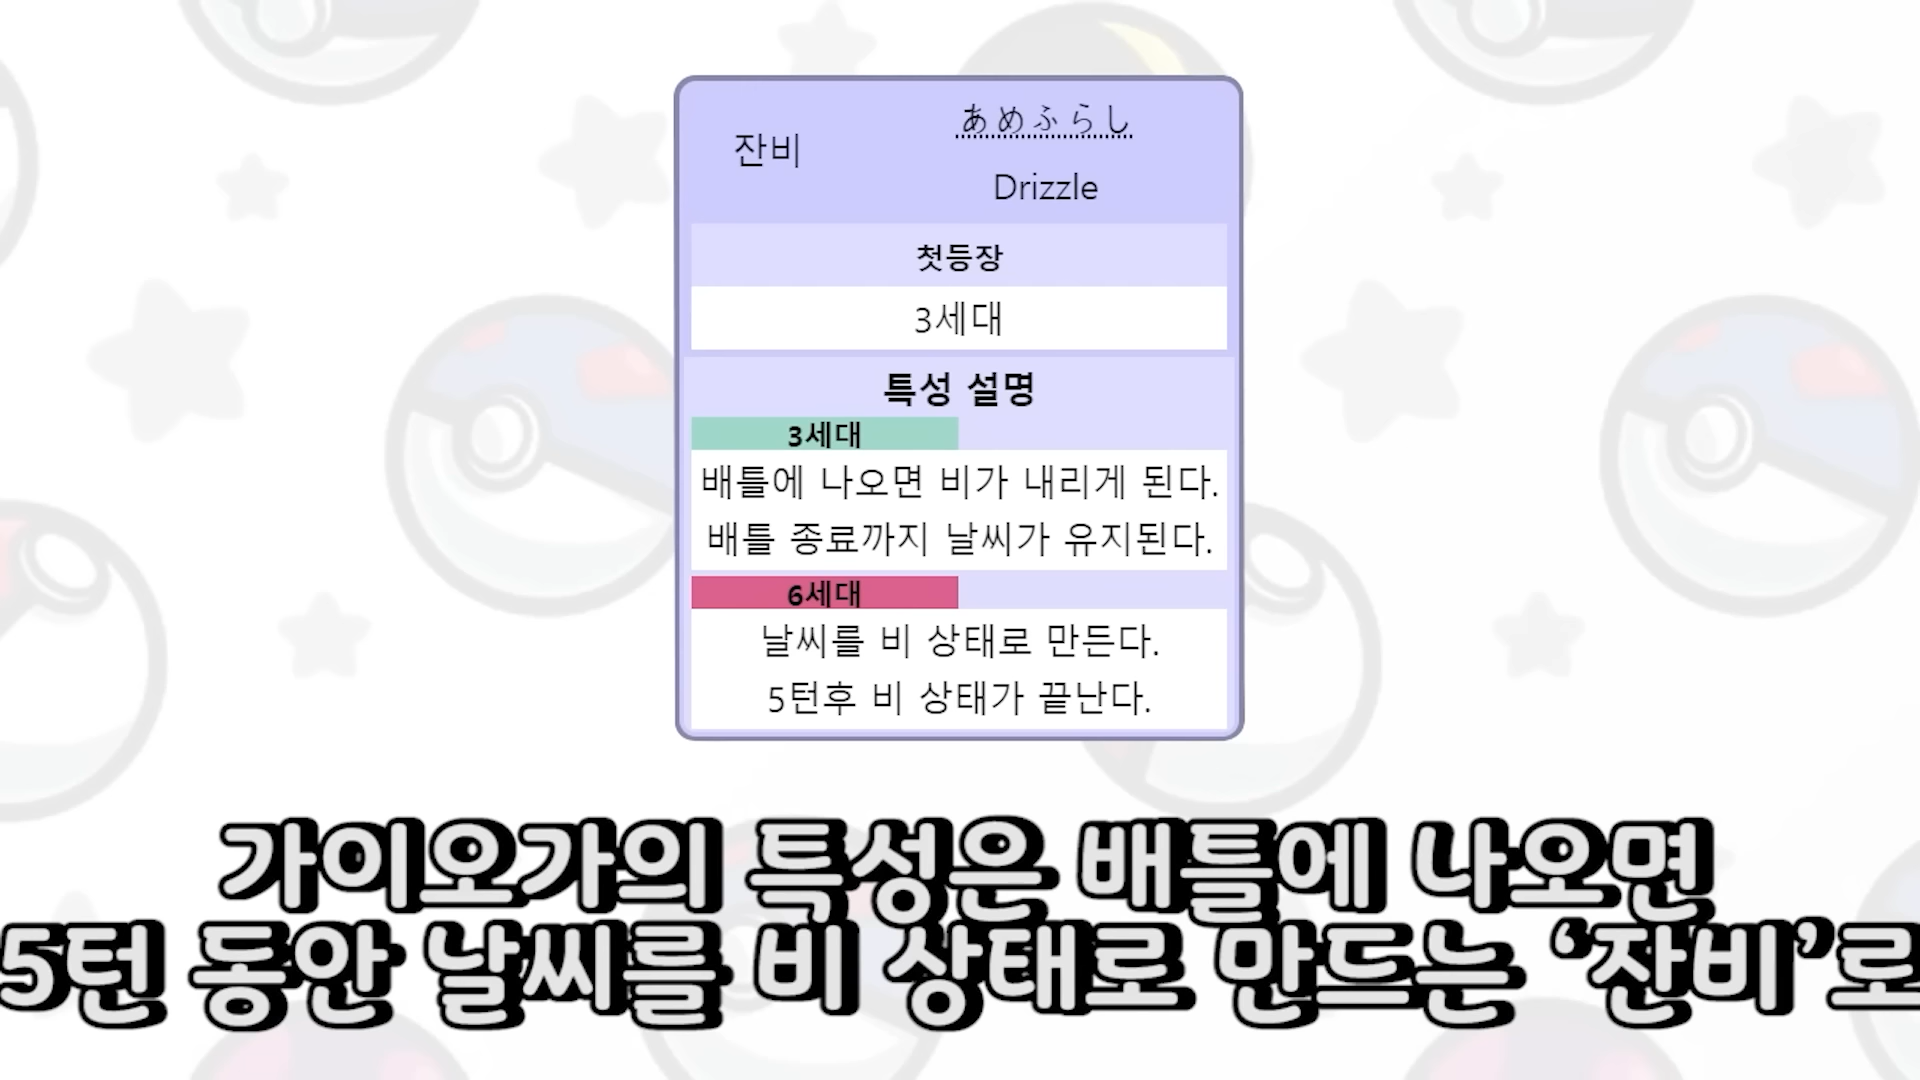 잔비
あめふらし
Drizzle
첫등장
3세대
특성 설명
3세대
배틀에 나오면 비가 내리게 된다.
배틀 종료까지 날씨가 유지된다.
6세대
날씨를 비 상태로 만든다.
5턴후 비 상태가 끝난다.
가이오가의 특성은 배틀에 나오면
5턴 동안 날씨를 비 상태로 만드는 ‘잔비’로